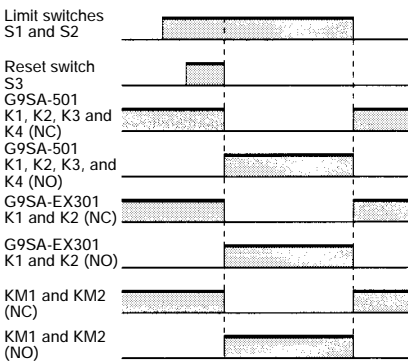 Limit switches
S1 and S2
Reset switch
S3
G9SA-501
K1, K2, K3 and
K4 (NC)
G9SA-501
K1, K2, K3, and
K4 (NO)
G9SA-EX301
K1 and K2 (NC)
G9SA-EX301
K1 and K2 (NO)
KM1 and KM2
(NC)
KM1 and KM2
(NO)